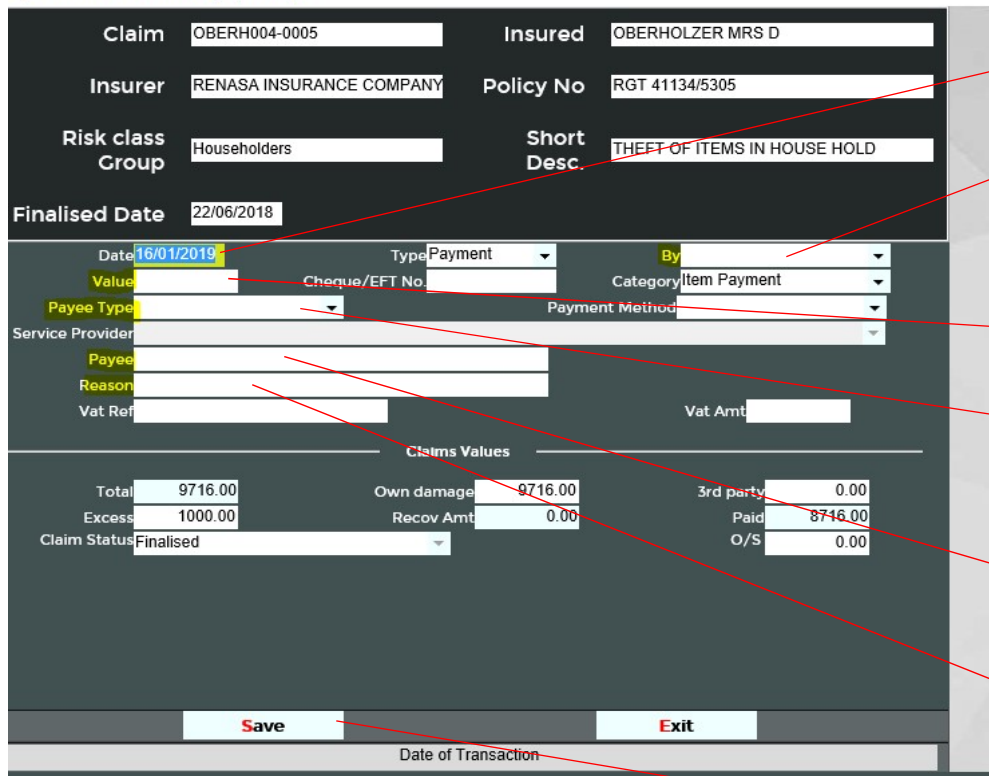 Claim OBERH004-0005 Insured OBERHOLZER MRS D
Insurer RENASA INSURANCE COMPANY Policy No RGT 41134/5305
Risk class Group Householders Short Desc. THEFT OF ITEMS IN HOUSE HOLD
Finalised Date 22/06/2018
Date 16/01/2019 Type Payment By
Value Cheque/EFT No. Category Item Payment
Payee Type Payment Method
Service Provider
Payee
Reason
Vat Ref Vat Amt
Claims Values
Total 9716.00 Own damage 9716.00 3rd party 0.00
Excess 1000.00 Recov Amt 0.00 Paid 8716.00
Claim Status Finalised O/S 0.00
Save Exit
Date of Transaction